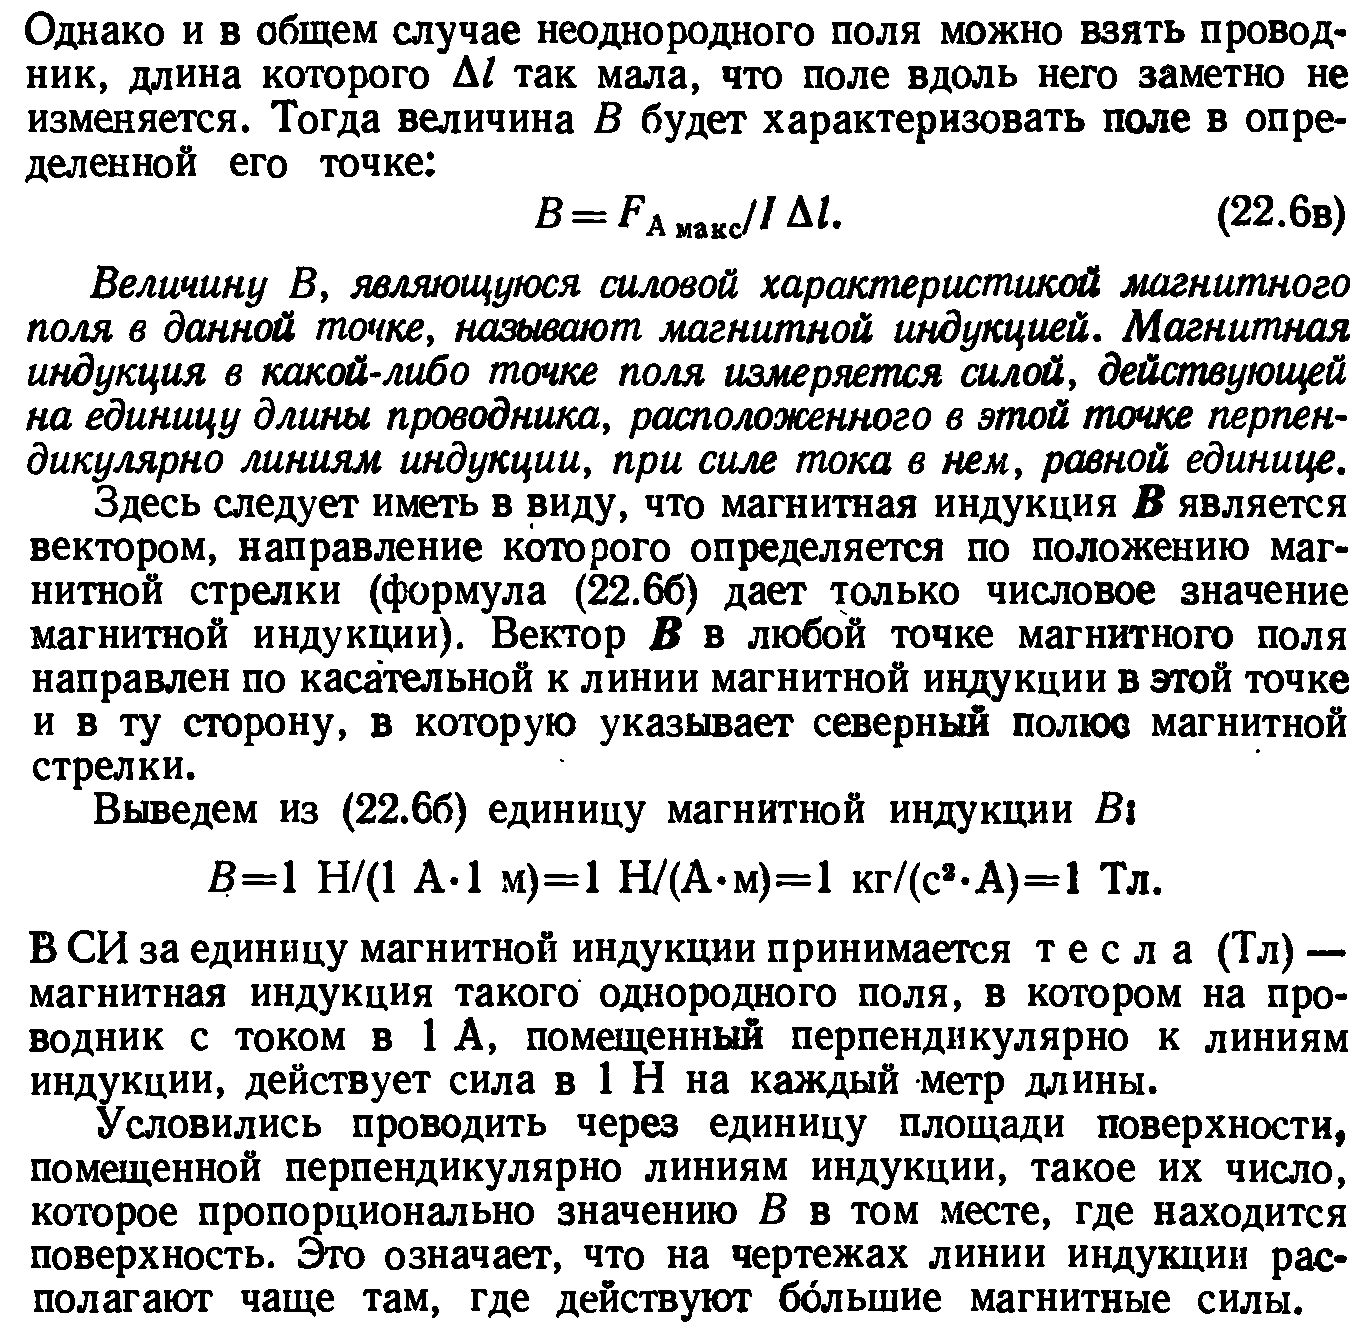 Однако и в общем случае неоднородного поля можно взять провод-
ник, длина которого Δl так мала, что поле вдоль него заметно не
изменяется. Тогда величина B будет характеризовать поле в опре-
деленной его точке:
B = F_А макс/I Δl. (22.6в)
Величину B, являющуюся силовой характеристикой магнитного
поля в данной точке, называют магнитной индукцией. Магнитная
индукция в какой-либо точке поля измеряется силой, действующей
на единицу длины проводника, расположенного в этой точке перпен-
дикулярно линиям индукции, при силе тока в нем, равной единице.
Здесь следует иметь в виду, что магнитная индукция B является
вектором, направление которого определяется по положению маг-
нитной стрелки (формула (22.6б) дает только числовое значение
магнитной индукции). Вектор B в любой точке магнитного поля
направлен по касательной к линии магнитной индукции в этой точке
и в ту сторону, в которую указывает северный полюс магнитной
стрелки.
Выведем из (22.6б) единицу магнитной индукции B:
B=1 Н/(1 А·1 м)=1 Н/(А·м)=1 кг/(с²·А)=1 Тл.
В СИ за единицу магнитной индукции принимается тесла (Тл) —
магнитная индукция такого однородного поля, в котором на про-
водник с током в 1 А, помещенный перпендикулярно к линиям
индукции, действует сила в 1 Н на каждый метр длины.
Условились проводить через единицу площади поверхности,
помещенной перпендикулярно линиям индукции, такое их число,
которое пропорционально значению B в том месте, где находится
поверхность. Это означает, что на чертежах линии индукции рас-
полагают чаще там, где действуют бо́льшие магнитные силы.